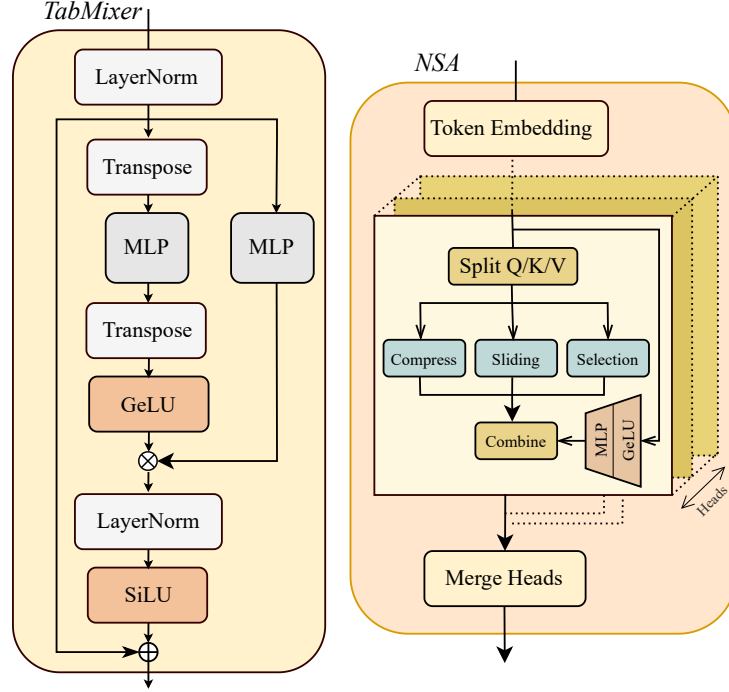 TabMixer
LayerNorm
Transpose
MLP
MLP
Transpose
GeLU
LayerNorm
SiLU
NSA
Token Embedding
Split Q/K/V
Compress
Sliding
Selection
Combine
MLP
GeLU
Heads
Merge Heads